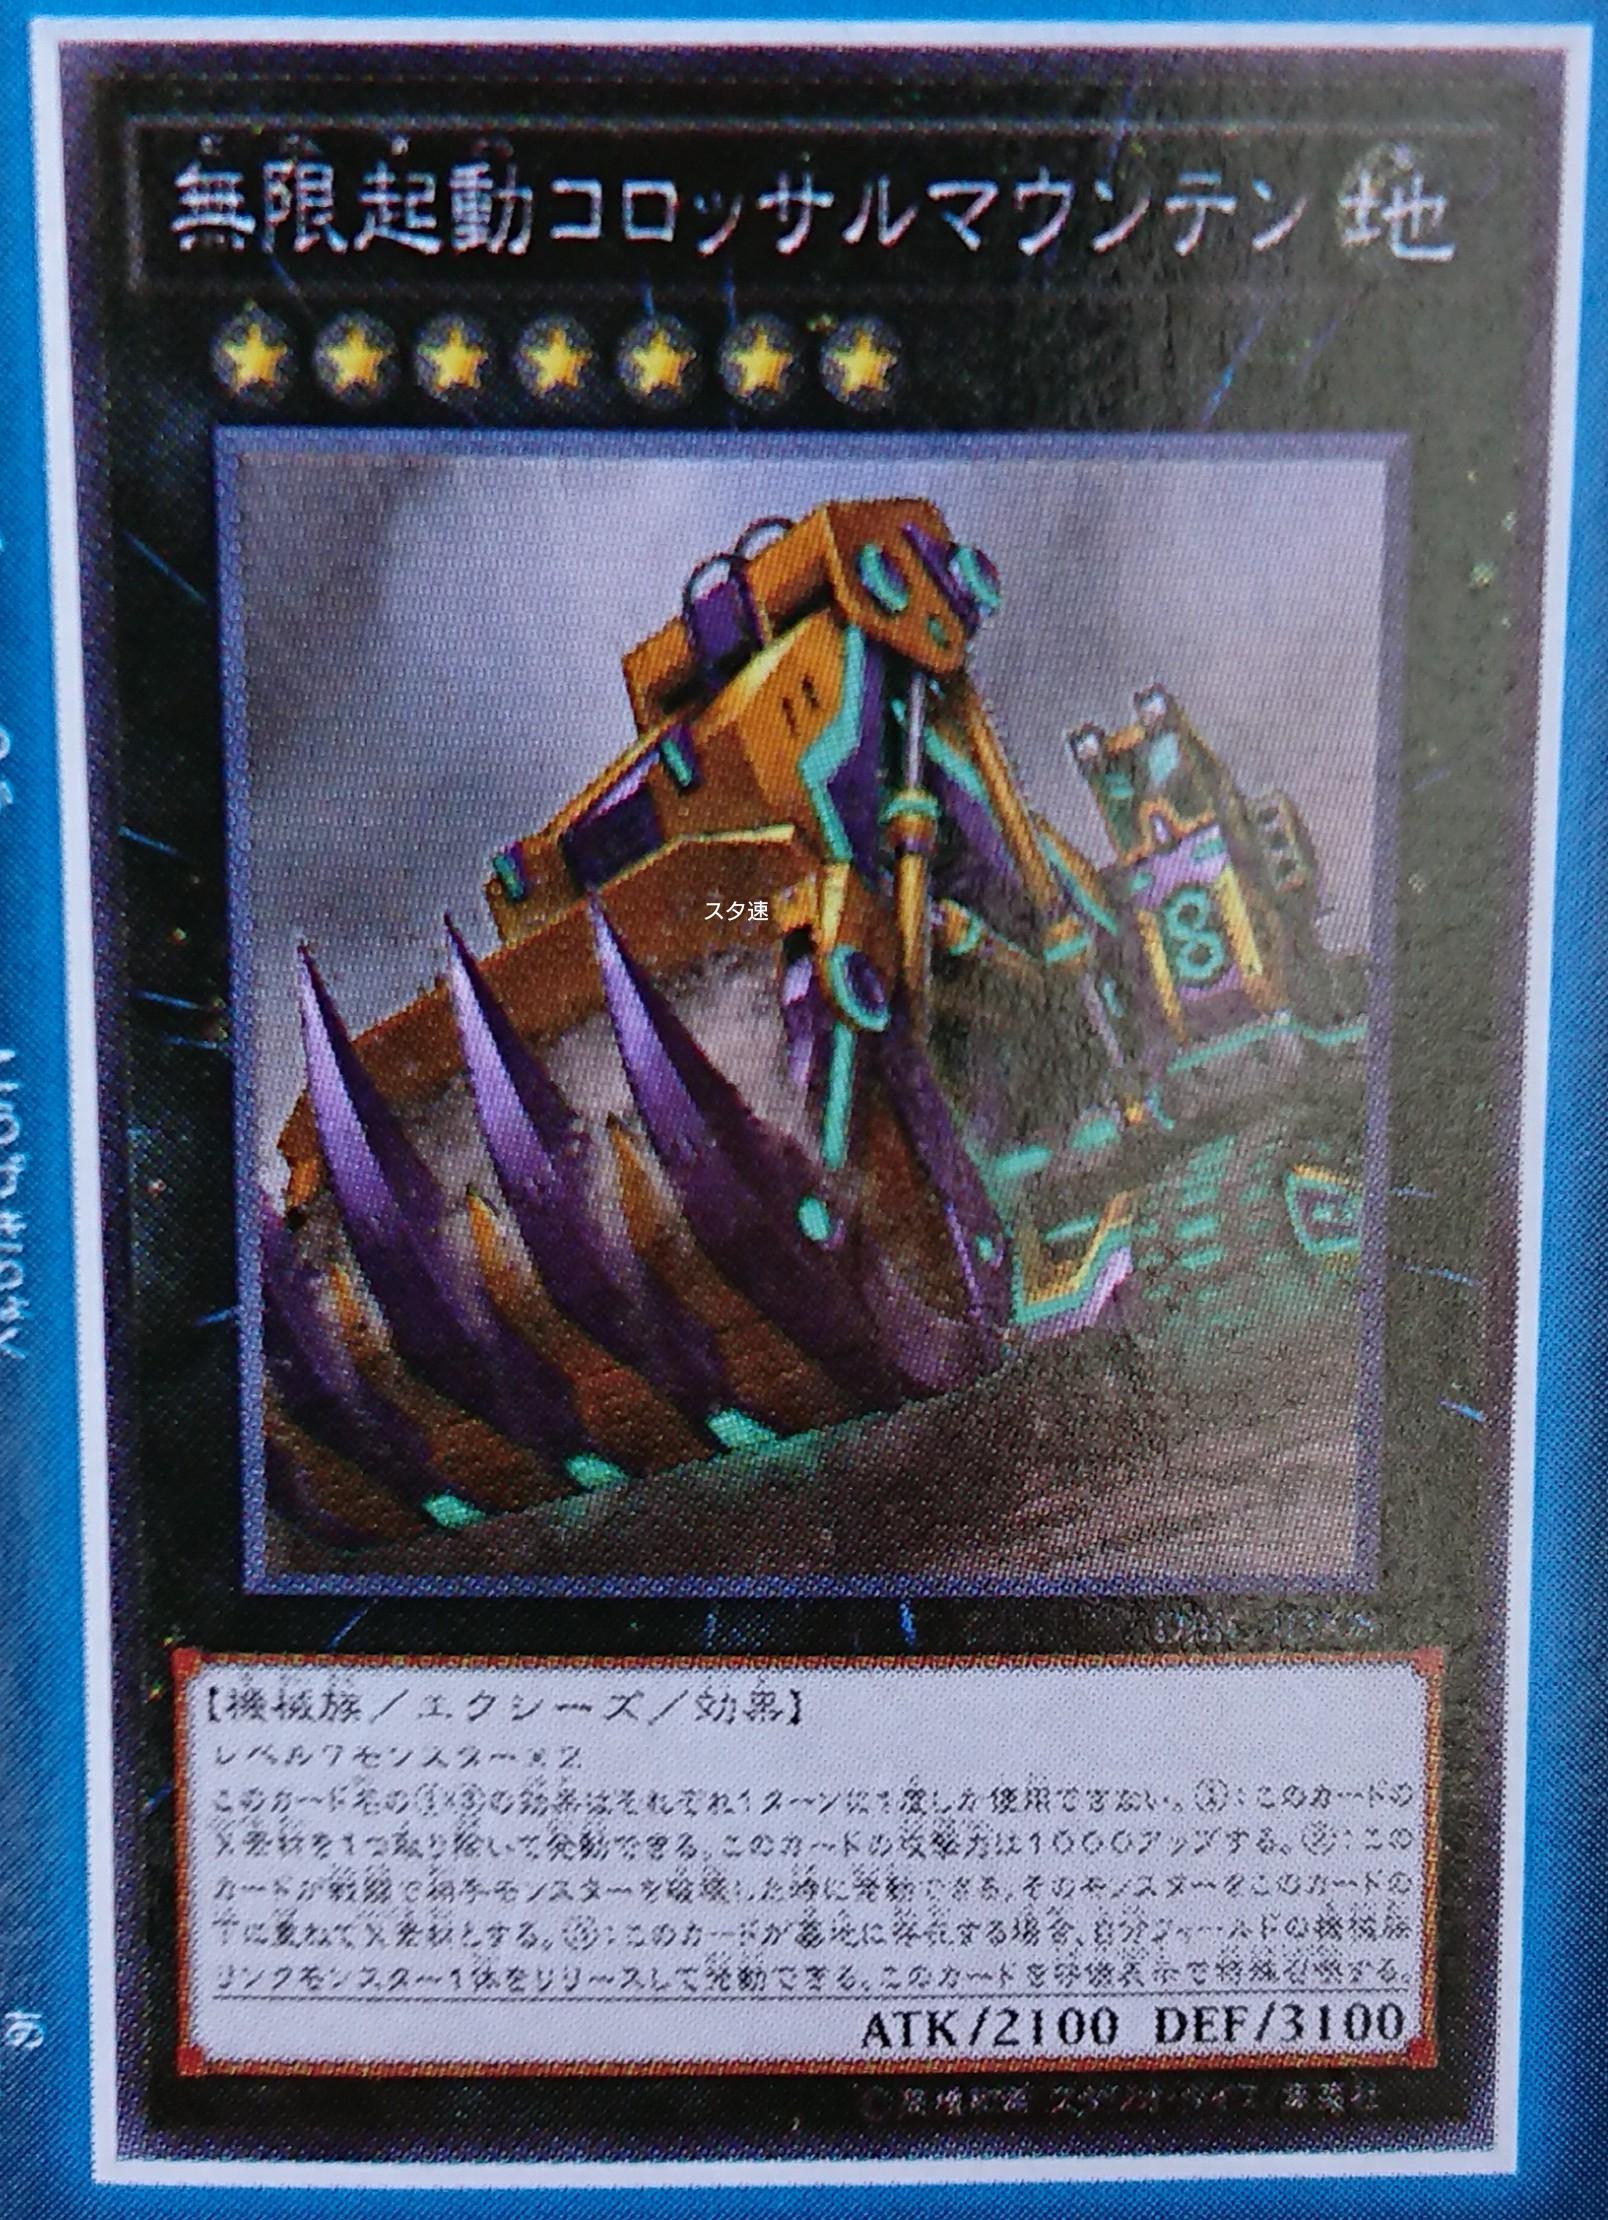 無限起動コロッサルマウンテン 地
スタ速
8
【機械族/エクシーズ/効果】
レベル7モンスター×2
このカード名の①③の効果はそれぞれ1ターンに1度しか使用できない。①:このカードの
X素材を1つ取り除いて発動できる。このカードの攻撃力は1000アップする。②:この
カードが戦闘で相手モンスターを破壊した時に発動できる。そのモンスターをこのカードの
下に重ねてX素材とする。③:このカードが墓地に存在する場合、自分フィールドの機械族
リンクモンスター1体をリリースして発動できる。このカードを守備表示で特殊召喚する。
ATK/2100 DEF/3100